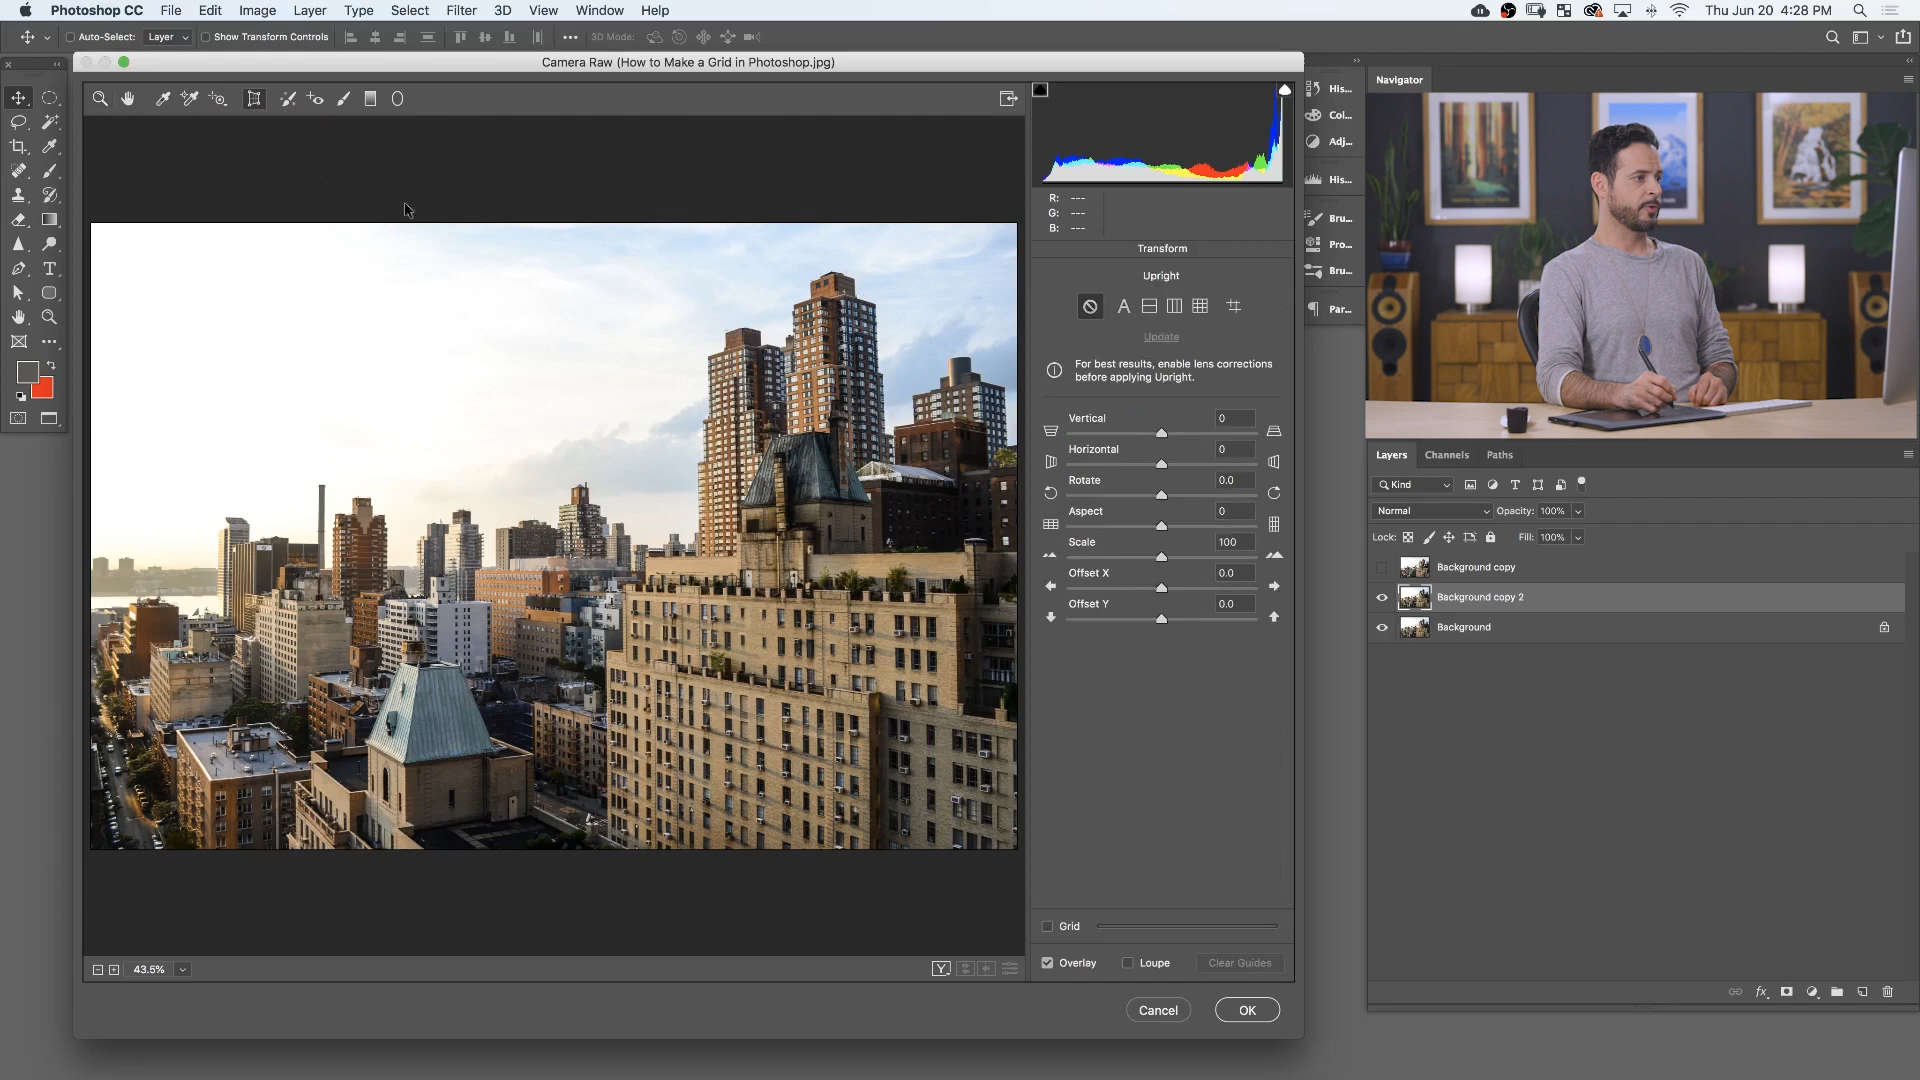 Photoshop CC File Edit Image Layer Type Select Filter 3D View Window Help Thu Jun 20 4:28 PM
Auto-Select: Layer Show Transform Controls 3D Mode:
Camera Raw (How to Make a Grid in Photoshop.jpg)
Navigator
His...
Col...
Adj...
His...
Bru...
Pro...
Bru...
Par...
R: ---
G: ---
B: ---
Transform
Upright
A
Update
For best results, enable lens corrections
before applying Upright.
Vertical 0
Horizontal 0
Rotate 0.0
Aspect 0
Scale 100
Offset X 0.0
Offset Y 0.0
Grid
Overlay Loupe Clear Guides
43.5% Y
Cancel OK
Layers Channels Paths
Kind
Normal Opacity: 100%
Lock: Fill: 100%
Background copy
Background copy 2
Background
fx